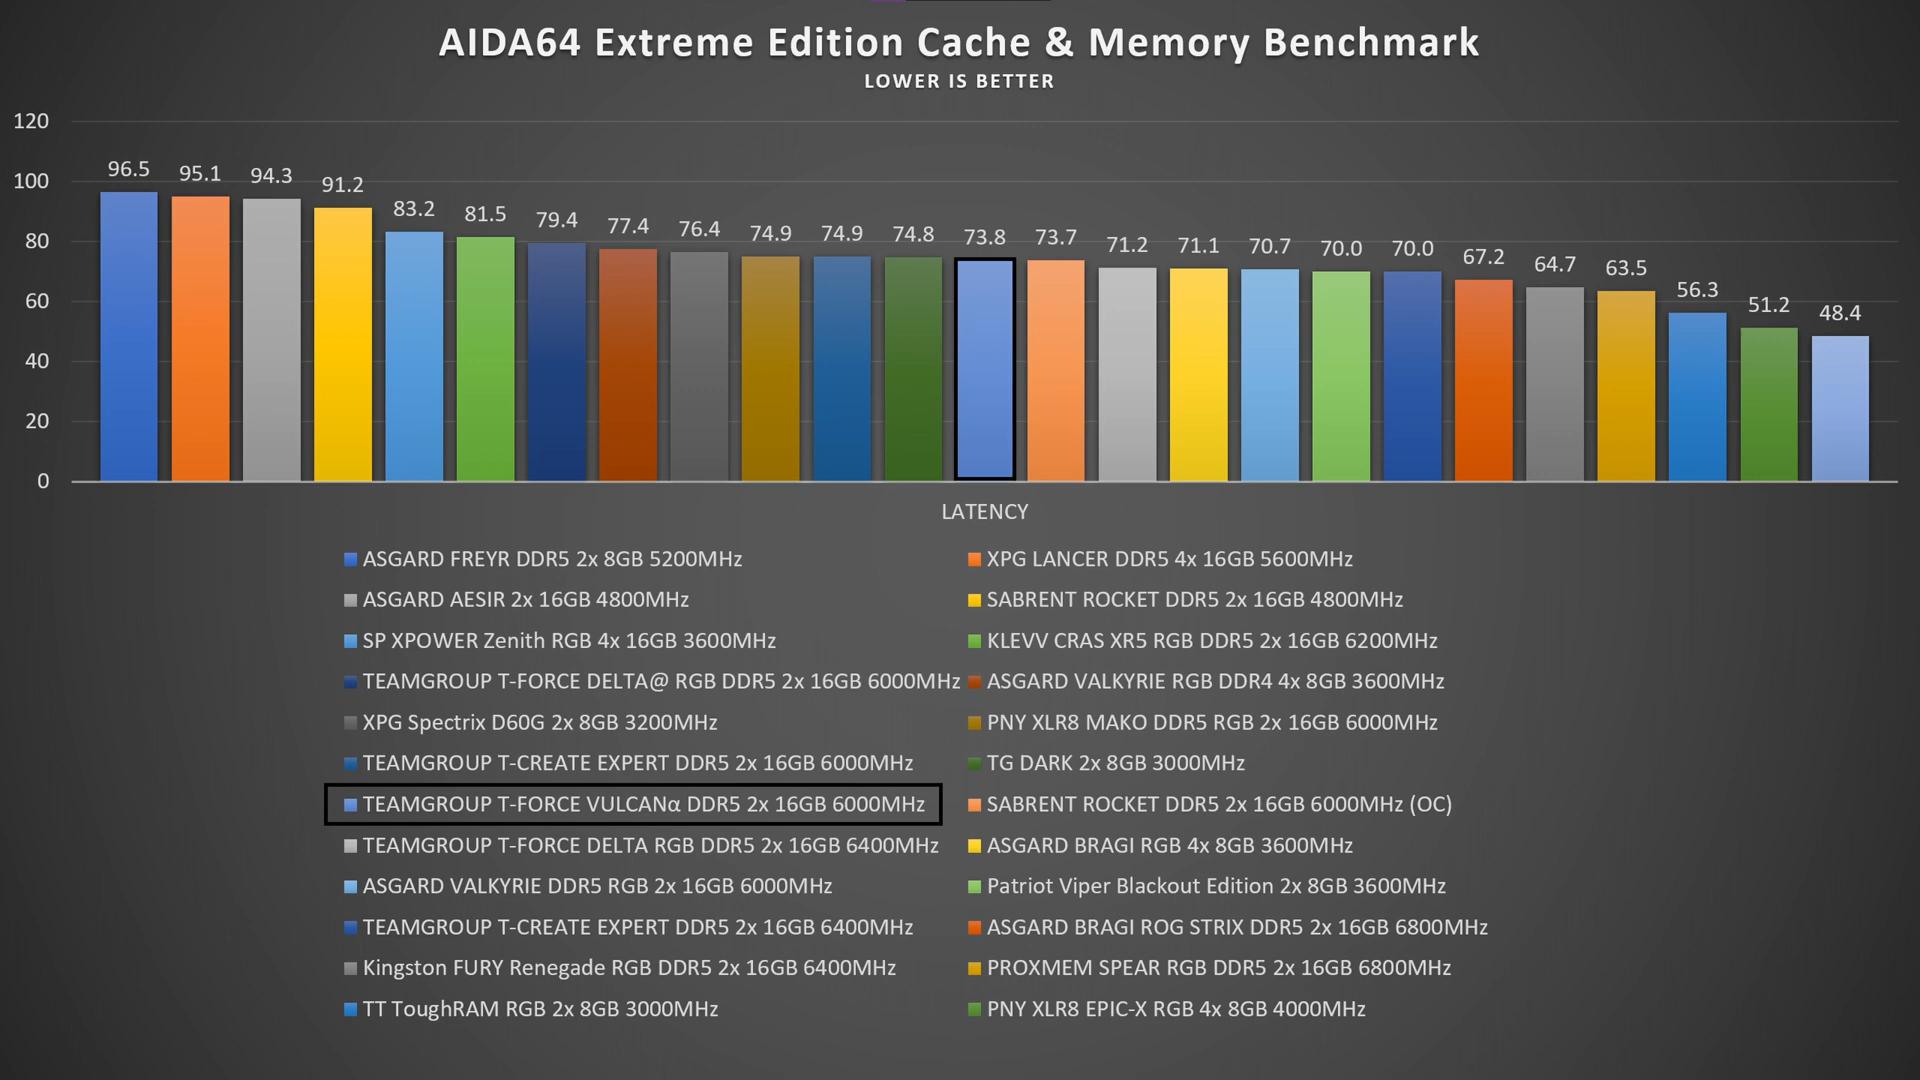 AIDA64 Extreme Edition Cache & Memory Benchmark
LOWER IS BETTER
120
100
80
60
40
20
0
96.5 95.1 94.3 91.2 83.2 81.5 79.4 77.4 76.4 74.9 74.9 74.8 73.8 73.7 71.2 71.1 70.7 70.0 70.0 67.2 64.7 63.5 56.3 51.2 48.4
LATENCY
ASGARD FREYR DDR5 2x 8GB 5200MHz XPG LANCER DDR5 4x 16GB 5600MHz
ASGARD AESIR 2x 16GB 4800MHz SABRENT ROCKET DDR5 2x 16GB 4800MHz
SP XPOWER Zenith RGB 4x 16GB 3600MHz KLEVV CRAS XR5 RGB DDR5 2x 16GB 6200MHz
TEAMGROUP T-FORCE DELTA@ RGB DDR5 2x 16GB 6000MHz ASGARD VALKYRIE RGB DDR4 4x 8GB 3600MHz
XPG Spectrix D60G 2x 8GB 3200MHz PNY XLR8 MAKO DDR5 RGB 2x 16GB 6000MHz
TEAMGROUP T-CREATE EXPERT DDR5 2x 16GB 6000MHz TG DARK 2x 8GB 3000MHz
TEAMGROUP T-FORCE VULCANα DDR5 2x 16GB 6000MHz SABRENT ROCKET DDR5 2x 16GB 6000MHz (OC)
TEAMGROUP T-FORCE DELTA RGB DDR5 2x 16GB 6400MHz ASGARD BRAGI RGB 4x 8GB 3600MHz
ASGARD VALKYRIE DDR5 RGB 2x 16GB 6000MHz Patriot Viper Blackout Edition 2x 8GB 3600MHz
TEAMGROUP T-CREATE EXPERT DDR5 2x 16GB 6400MHz ASGARD BRAGI ROG STRIX DDR5 2x 16GB 6800MHz
Kingston FURY Renegade RGB DDR5 2x 16GB 6400MHz PROXMEM SPEAR RGB DDR5 2x 16GB 6800MHz
TT ToughRAM RGB 2x 8GB 3000MHz PNY XLR8 EPIC-X RGB 4x 8GB 4000MHz